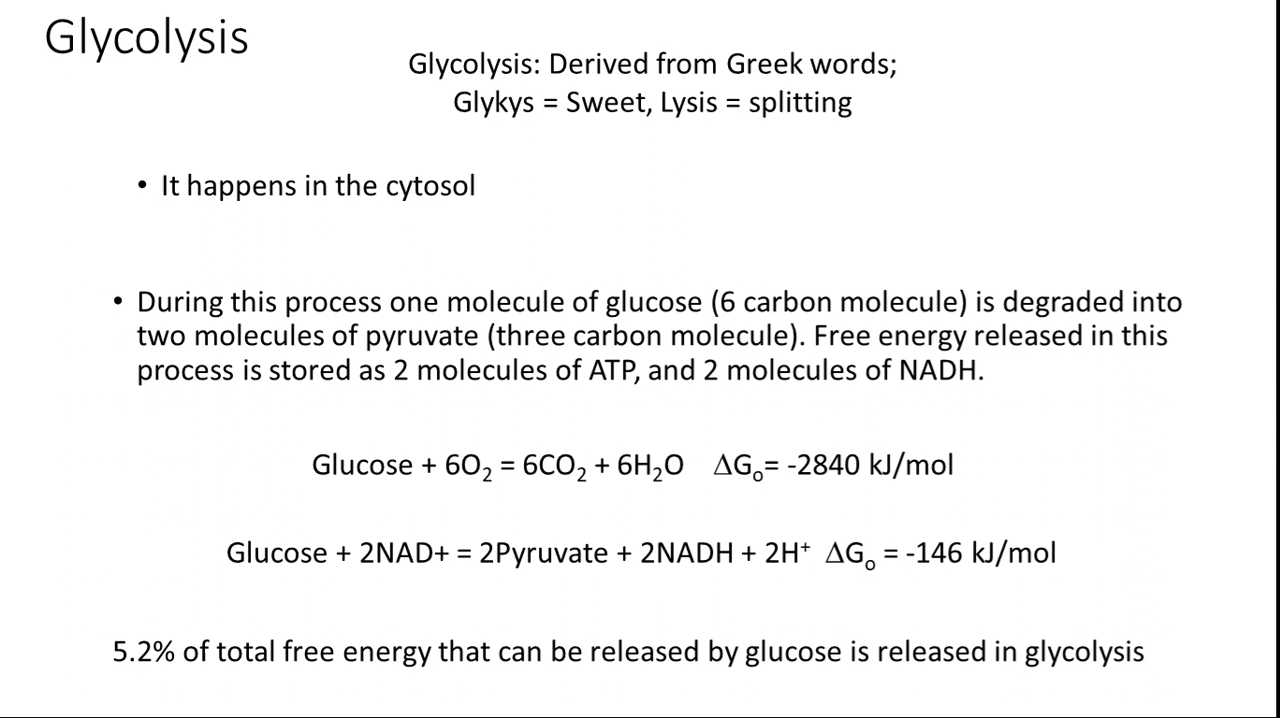 Glycolysis
Glycolysis: Derived from Greek words;
Glykys = Sweet, Lysis = splitting
• It happens in the cytosol
• During this process one molecule of glucose (6 carbon molecule) is degraded into
two molecules of pyruvate (three carbon molecule). Free energy released in this
process is stored as 2 molecules of ATP, and 2 molecules of NADH.
Glucose + 6O₂ = 6CO₂ + 6H₂O ΔGₒ= -2840 kJ/mol
Glucose + 2NAD+ = 2Pyruvate + 2NADH + 2H⁺ ΔGₒ = -146 kJ/mol
5.2% of total free energy that can be released by glucose is released in glycolysis